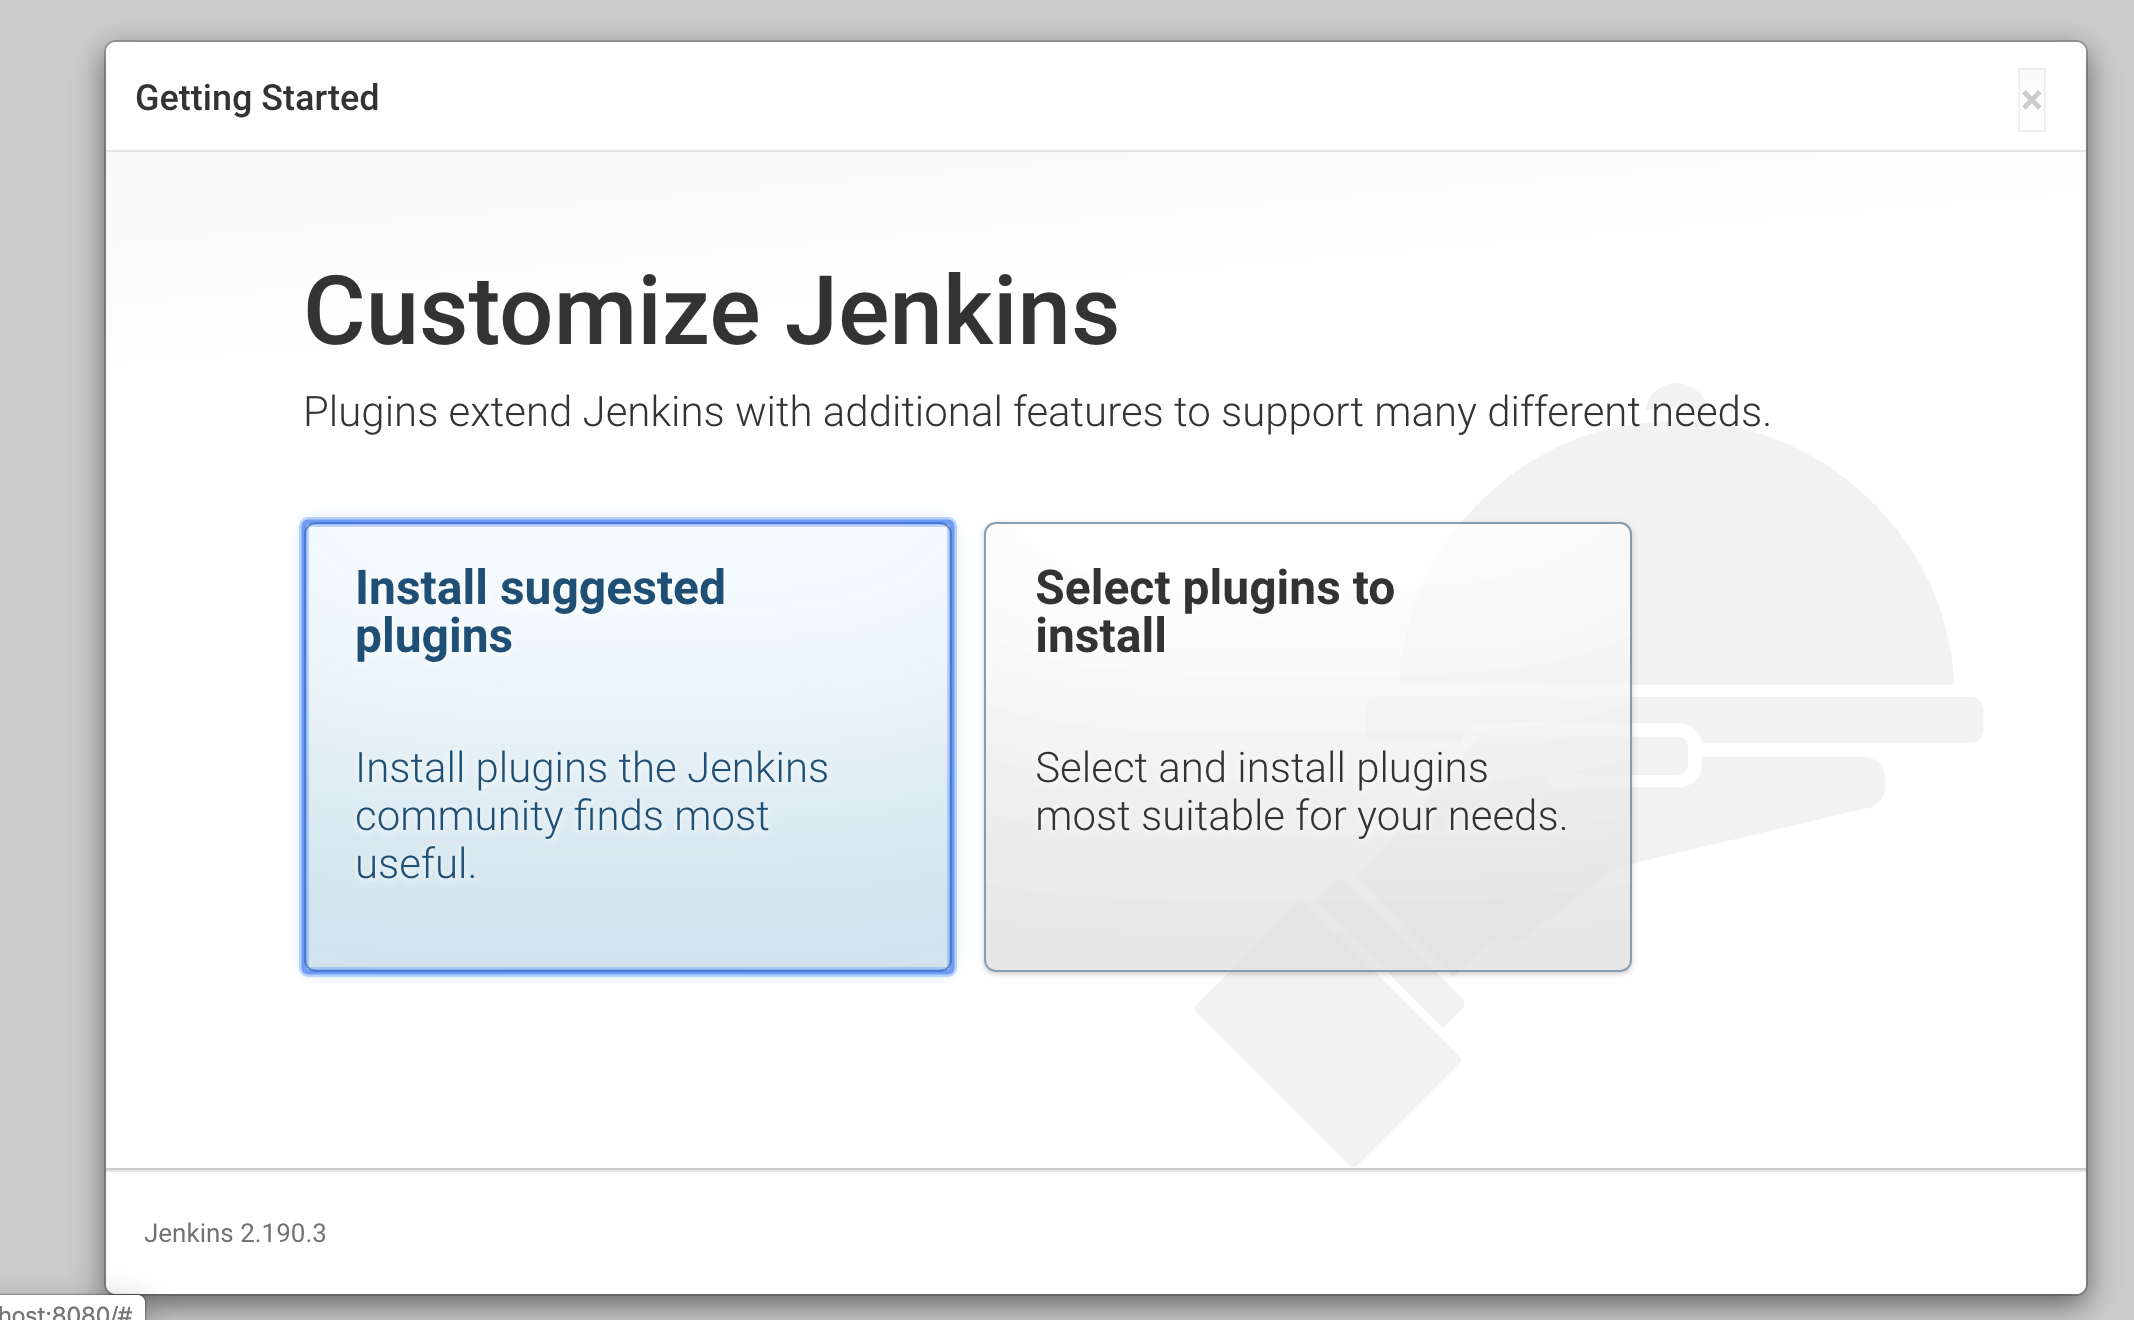 Getting Started
×
Customize Jenkins
Plugins extend Jenkins with additional features to support many different needs.
Install suggested
plugins
Install plugins the Jenkins
community finds most
useful.
Select plugins to
install
Select and install plugins
most suitable for your needs.
Jenkins 2.190.3
host:8080/#